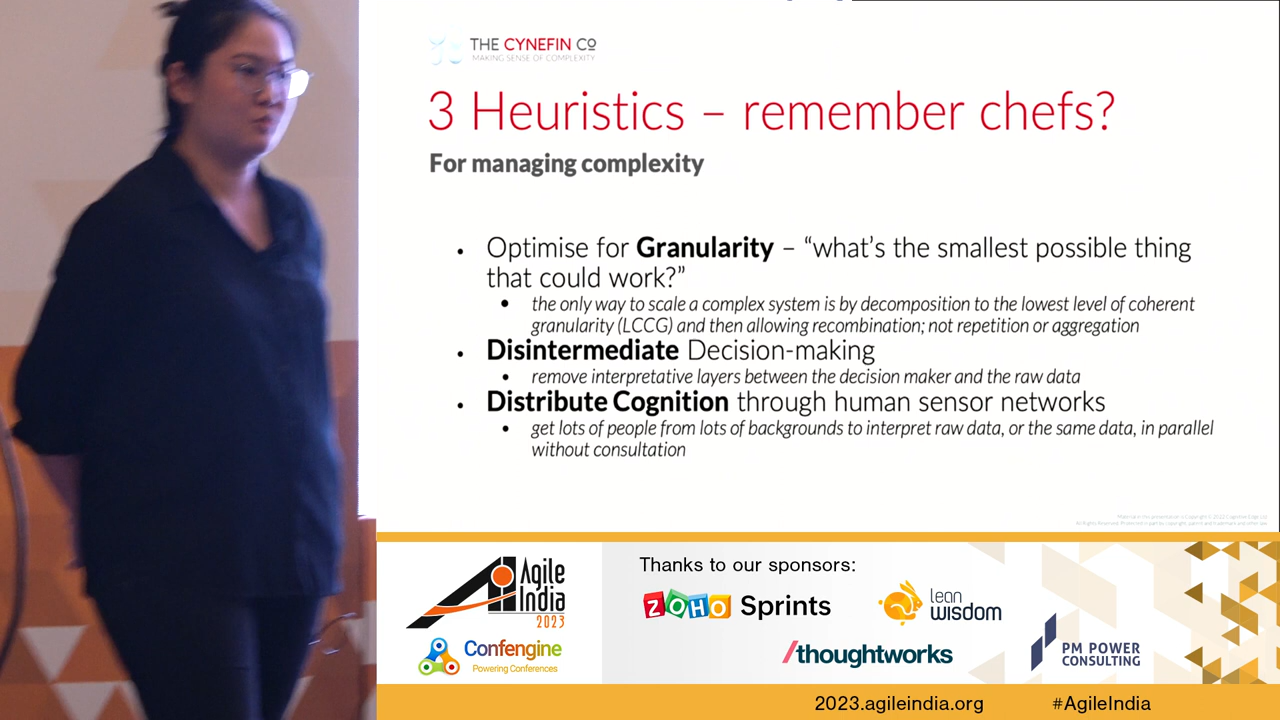 THE CYNEFIN CO
MAKING SENSE OF COMPLEXITY
3 Heuristics – remember chefs?
For managing complexity
• Optimise for Granularity – “what’s the smallest possible thing
that could work?”
• the only way to scale a complex system is by decomposition to the lowest level of coherent
granularity (LCCG) and then allowing recombination; not repetition or aggregation
• Disintermediate Decision-making
• remove interpretative layers between the decision maker and the raw data
• Distribute Cognition through human sensor networks
• get lots of people from lots of backgrounds to interpret raw data, or the same data, in parallel
without consultation
Agile
India
2023
Confengine
Powering Conferences
Thanks to our sponsors:
ZOHO Sprints
lean
wisdom
/thoughtworks
PM POWER
CONSULTING
2023.agileindia.org
#AgileIndia